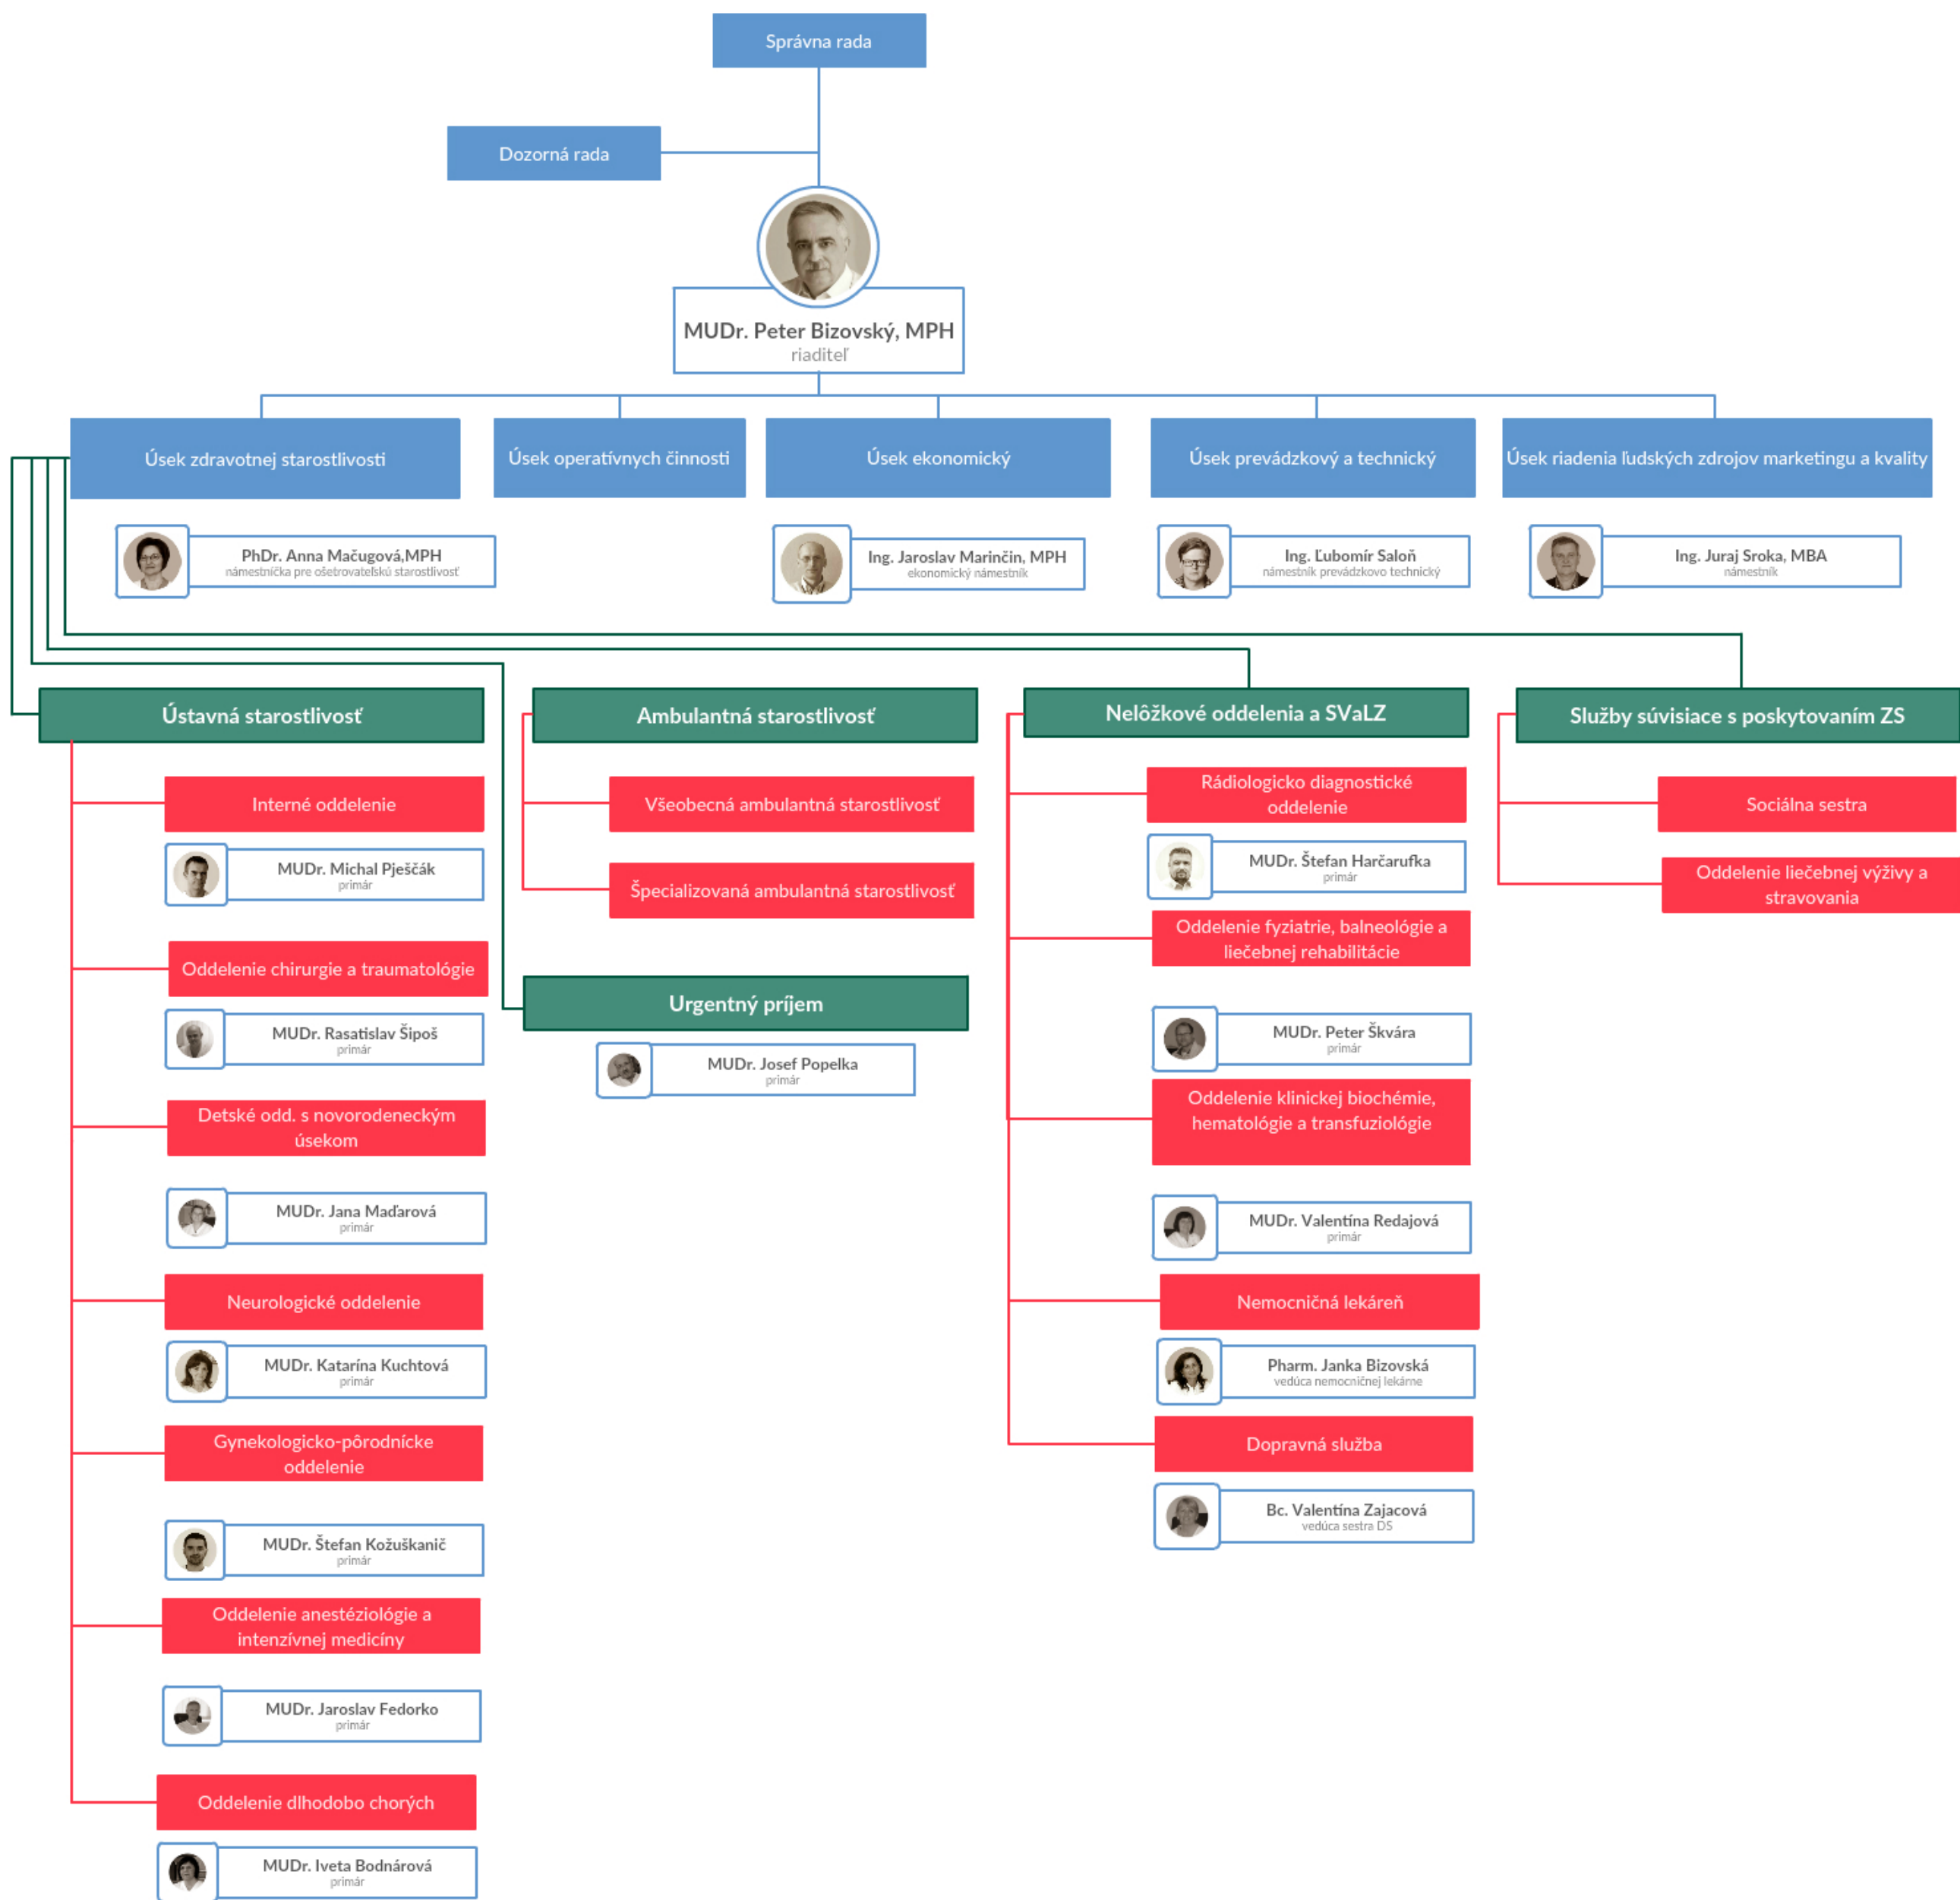 Správna rada
Dozorná rada
MUDr. Peter Bizovský, MPH
riaditeľ
Úsek zdravotnej starostlivosti
Úsek operatívnych činnosti
Úsek ekonomický
Úsek prevádzkový a technický
Úsek riadenia ľudských zdrojov marketingu a kvality
PhDr. Anna Mačugová,MPH
námestníčka pre ošetrovateľskú starostlivosť
Ing. Jaroslav Marinčin, MPH
ekonomický námestník
Ing. Ľubomír Saloň
námestník prevádzkovo technický
Ing. Juraj Sroka, MBA
námestník
Ústavná starostlivosť
Interné oddelenie
MUDr. Michal Pješčák
primár
Oddelenie chirurgie a traumatológie
MUDr. Rasatislav Šipoš
primár
Detské odd. s novorodeneckým
úsekom
MUDr. Jana Maďarová
primár
Neurologické oddelenie
MUDr. Katarína Kuchtová
primár
Gynekologicko-pôrodnícke
oddelenie
MUDr. Štefan Kožuškanič
primár
Oddelenie anestéziológie a
intenzívnej medicíny
MUDr. Jaroslav Fedorko
primár
Oddelenie dlhodobo chorých
MUDr. Iveta Bodnárová
primár
Ambulantná starostlivosť
Všeobecná ambulantná starostlivosť
Špecializovaná ambulantná starostlivosť
Urgentný príjem
MUDr. Josef Popelka
primár
Nelôžkové oddelenia a SVaLZ
Rádiologicko diagnostické
oddelenie
MUDr. Štefan Harčarufka
primár
Oddelenie fyziatrie, balneológie a
liečebnej rehabilitácie
MUDr. Peter Škvára
primár
Oddelenie klinickej biochémie,
hematológie a transfuziológie
MUDr. Valentína Redajová
primár
Nemocničná lekáreň
Pharm. Janka Bizovská
vedúca nemocničnej lekárne
Dopravná služba
Bc. Valentína Zajacová
vedúca sestra DS
Služby súvisiace s poskytovaním ZS
Sociálna sestra
Oddelenie liečebnej výživy a
stravovania